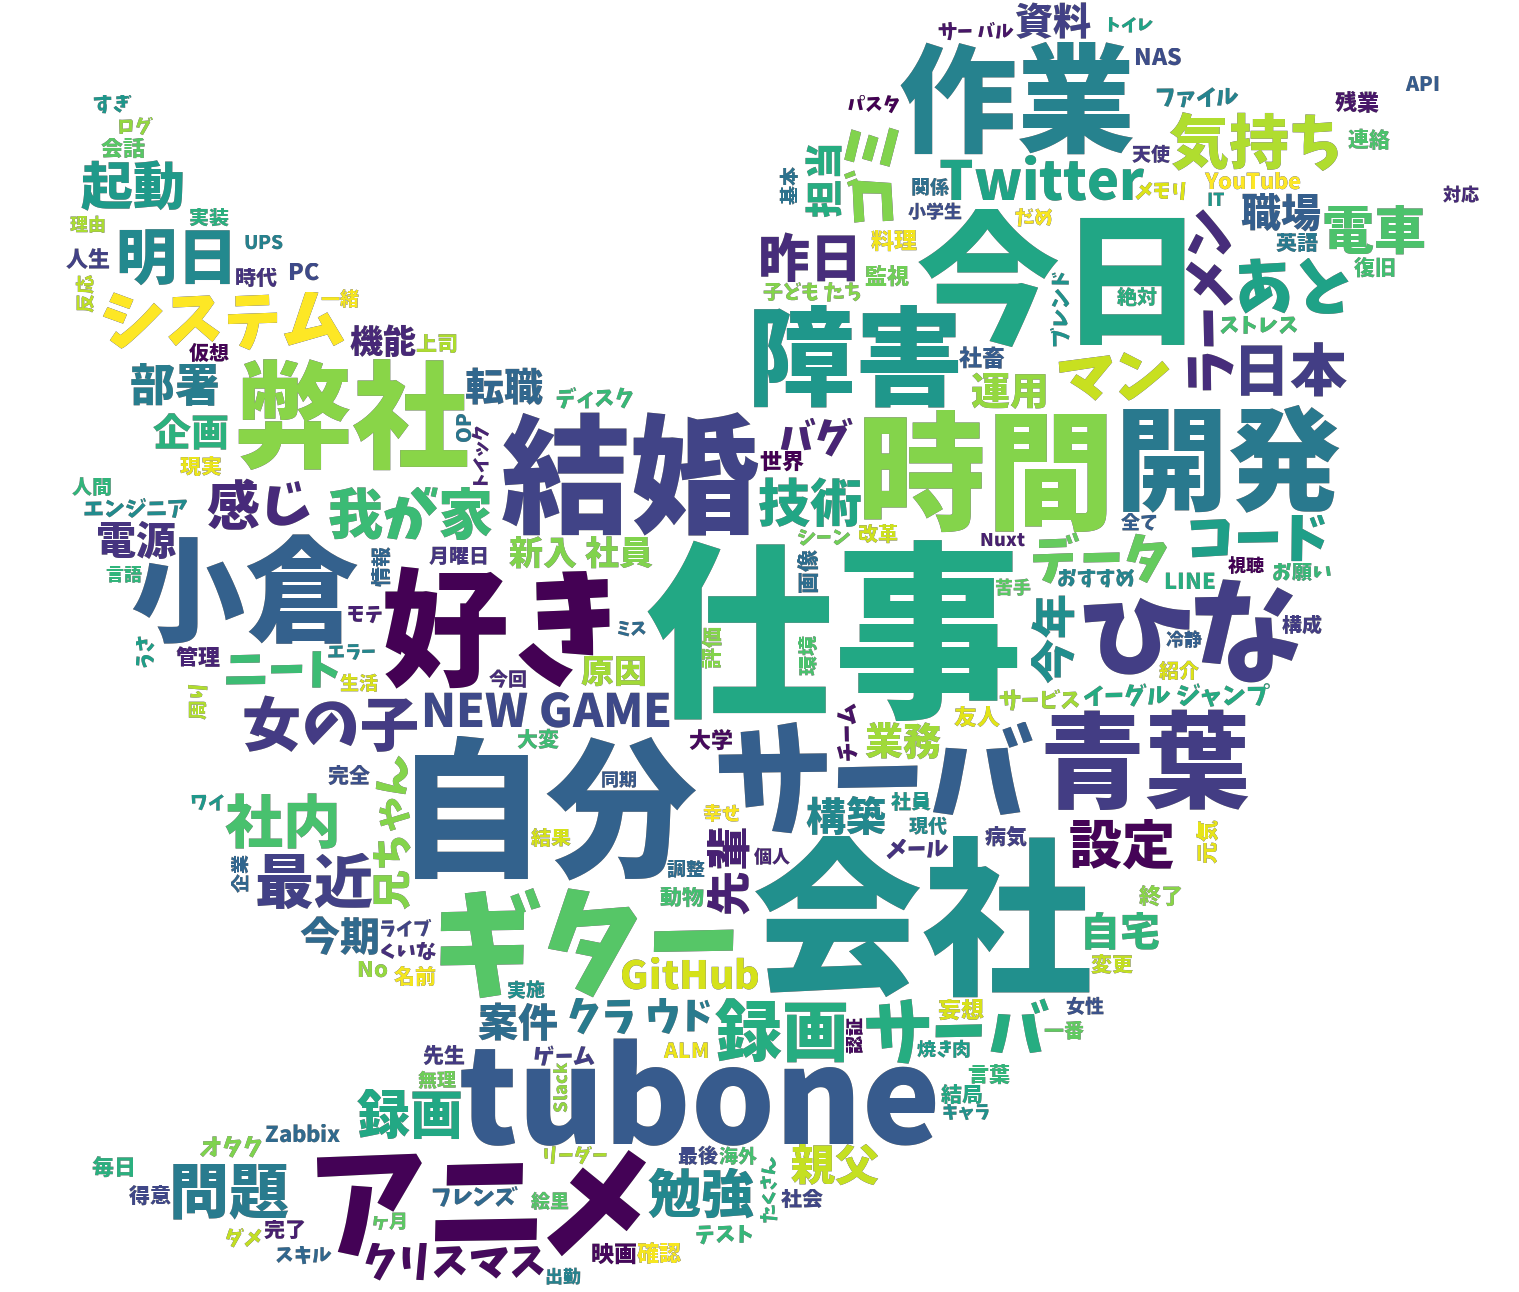 サーバル
資料
トイレ
作業
NAS
API
すぎ
パスタ
ファイル
残業
ログ
ゴミ
気持ち
連絡
会話
担当
天使
起動
基本
関係
Twitter
メモリ
YouTube
対応
IT
理由
実装
小学生
だめ
職場
電車
人生
明日
UPS
昨日
料理
今日
ラーメン
英語
時代
PC
監視
あと
復旧
反応
システム
一緒
子どもたち
ブレンド
絶対
ストレス
仮想
機能
上司
障害
社畜
日本
部署
弊社
転職
ディスク
運用
マン
企画
OP
トイック
結婚
バグ
時間
開発
現実
世界
人間
エンジニア
感じ
我が家
技術
電源
シーン
改革
Nuxt
全て
コード
小倉
情報
月曜日
新入社員
仕事
画像
データ
視聴
お願い
言語
好き
苦手
おすすめ
LINE
モテ
ミス
今年
ひな
構成
うさ
管理
ニート
エラー
評価
環境
冷静
周り
生活
今回
原因
紹介
女の子
NEW GAME
サービス
イーグルジャンプ
大変
大学
チーム
業務
友人
青葉
完全
兄ちゃん
自分
同期
サーバ
ワイ
社内
幸せ
構築
社員
現代
病気
設定
元気
企業
最近
結果
調整
先輩
個人
メール
会社
動物
終了
今期
ライブ
くいな
ギター
自宅
No
名前
GitHub
変更
実施
案件
クラウド
録画
認証
サーバ
妄想
女性
一番
先生
ゲーム
ALM
焼き肉
無理
tubone
Slack
言葉
録画
結局
キャラ
オタク
Zabbix
毎日
リーダー
最後
海外
親父
得意
問題
アニメ
フレンズ
絵里
勉強
たくさん
社会
ダメ
完了
ヶ月
テスト
スキル
クリスマス
映画
確認
出勤